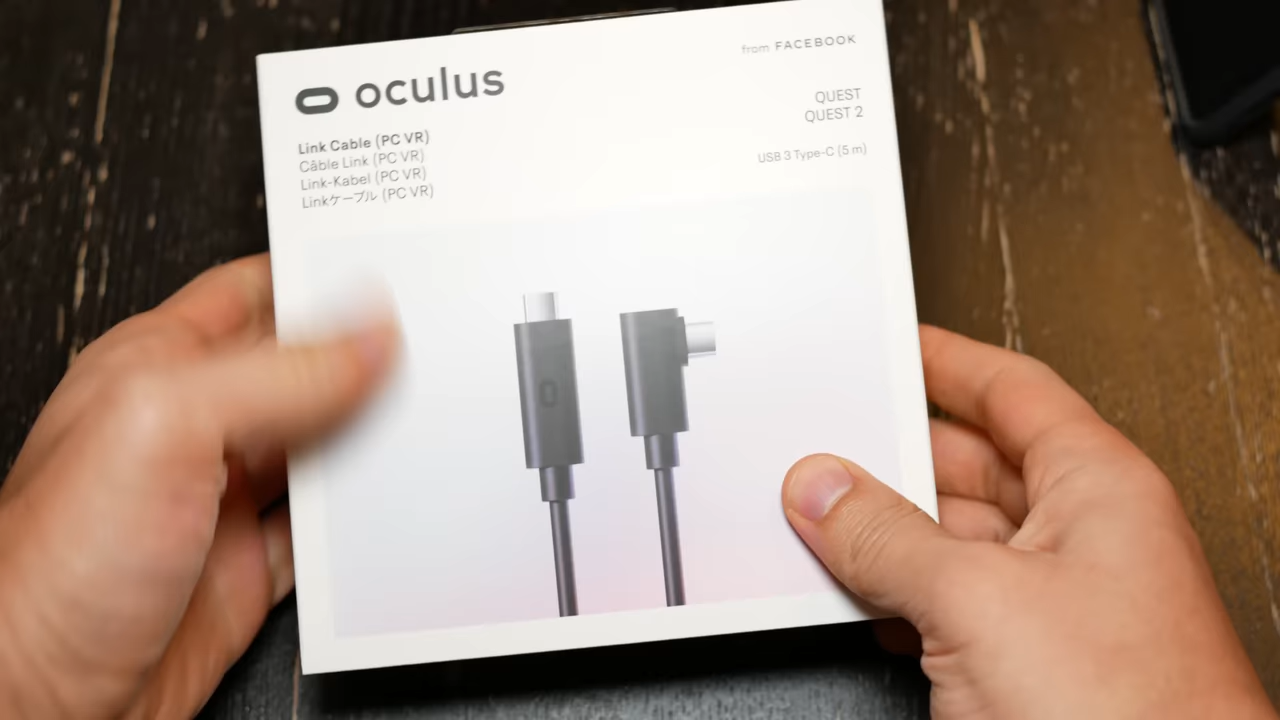 oculus
from FACEBOOK
Link Cable (PC VR)
Câble Link (PC VR)
Link-Kabel (PC VR)
Linkケーブル (PC VR)
QUEST
QUEST 2
USB 3 Type-C (5 m)